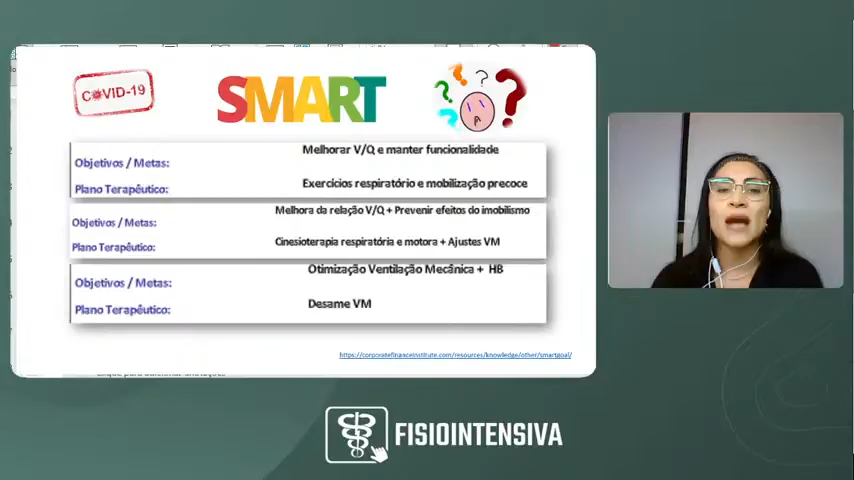 COVID-19
SMART
Melhorar V/Q e manter funcionalidade
Objetivos / Metas:
Plano Terapêutico: Exercícios respiratório e mobilização precoce
Melhora da relação V/Q + Prevenir efeitos do imobilismo
Objetivos / Metas:
Plano Terapêutico: Cinesioterapia respiratória e motora + Ajustes VM
Otimização Ventilação Mecânica + HB
Objetivos / Metas:
Plano Terapêutico: Desame VM
https://corporatefinanceinstitute.com/resources/knowledge/other/smartgoal/
FISIOINTENSIVA